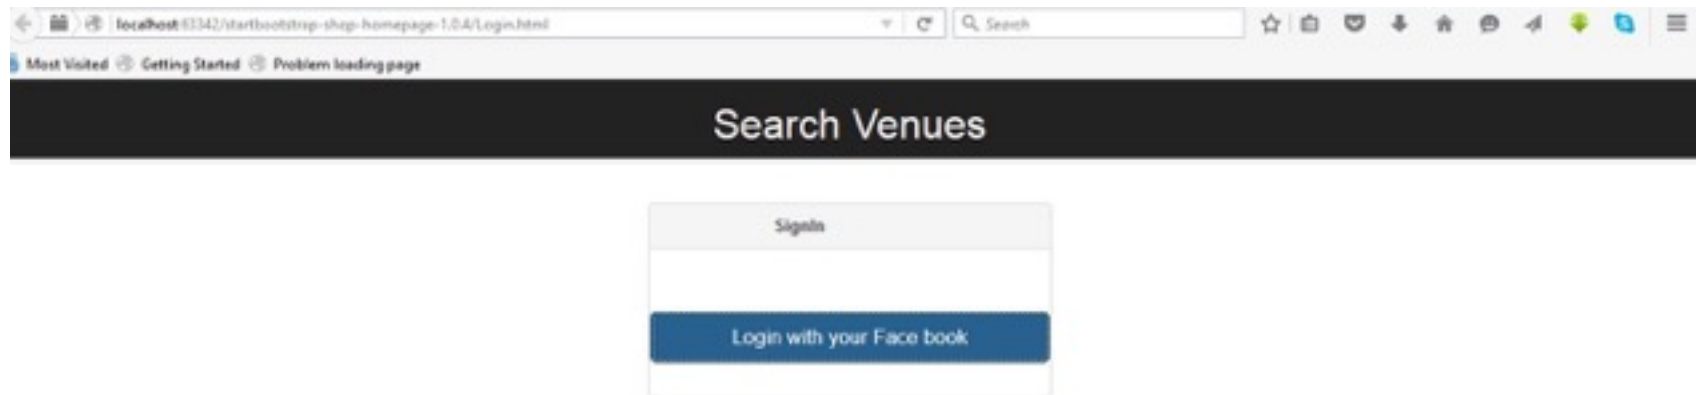 localhost:63342/startbootstrap-shop-homepage-1.0.4/Login.html Search
Most Visited Getting Started Problem loading page
Search Venues
SignIn
Login with your Face book